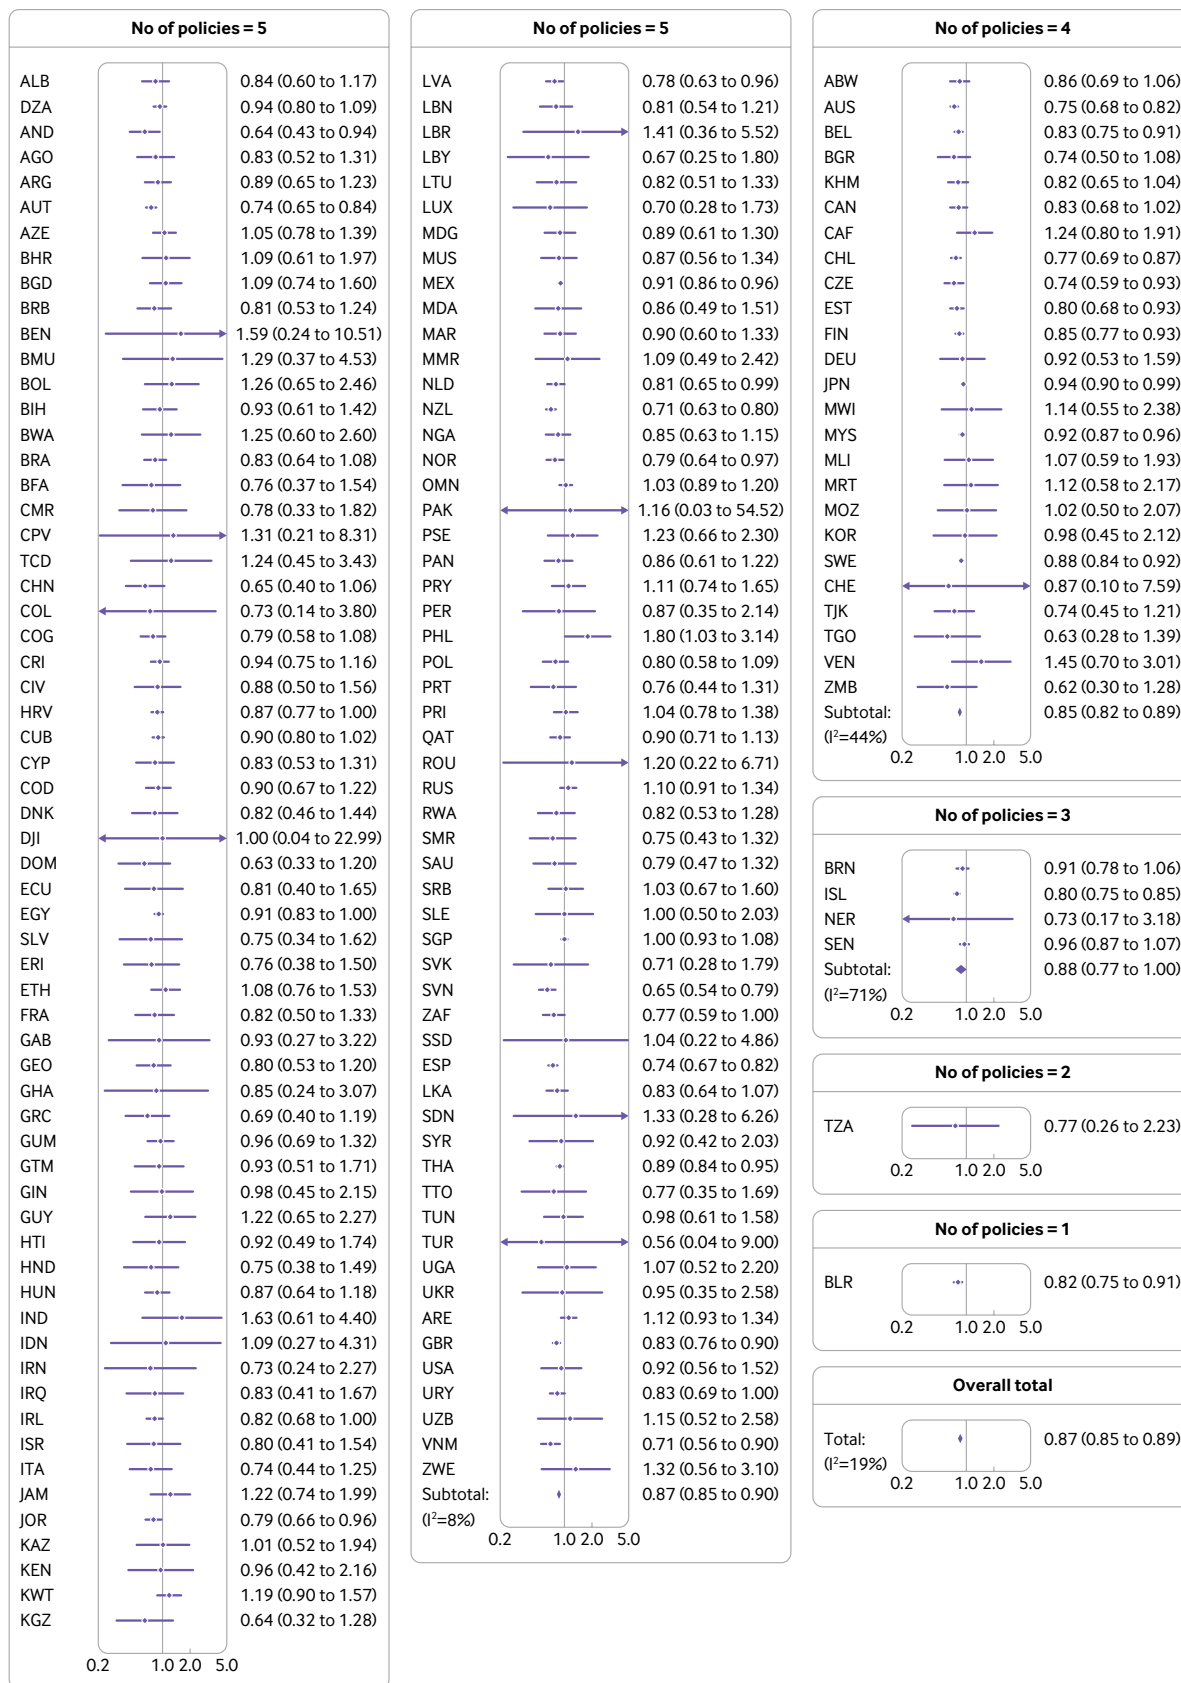 No of policies = 5
ALB 0.84 (0.60 to 1.17)
DZA 0.94 (0.80 to 1.09)
AND 0.64 (0.43 to 0.94)
AGO 0.83 (0.52 to 1.31)
ARG 0.89 (0.65 to 1.23)
AUT 0.74 (0.65 to 0.84)
AZE 1.05 (0.78 to 1.39)
BHR 1.09 (0.61 to 1.97)
BGD 1.09 (0.74 to 1.60)
BRB 0.81 (0.53 to 1.24)
BEN 1.59 (0.24 to 10.51)
BMU 1.29 (0.37 to 4.53)
BOL 1.26 (0.65 to 2.46)
BIH 0.93 (0.61 to 1.42)
BWA 1.25 (0.60 to 2.60)
BRA 0.83 (0.64 to 1.08)
BFA 0.76 (0.37 to 1.54)
CMR 0.78 (0.33 to 1.82)
CPV 1.31 (0.21 to 8.31)
TCD 1.24 (0.45 to 3.43)
CHN 0.65 (0.40 to 1.06)
COL 0.73 (0.14 to 3.80)
COG 0.79 (0.58 to 1.08)
CRI 0.94 (0.75 to 1.16)
CIV 0.88 (0.50 to 1.56)
HRV 0.87 (0.77 to 1.00)
CUB 0.90 (0.80 to 1.02)
CYP 0.83 (0.53 to 1.31)
COD 0.90 (0.67 to 1.22)
DNK 0.82 (0.46 to 1.44)
DJI 1.00 (0.04 to 22.99)
DOM 0.63 (0.33 to 1.20)
ECU 0.81 (0.40 to 1.65)
EGY 0.91 (0.83 to 1.00)
SLV 0.75 (0.34 to 1.62)
ERI 0.76 (0.38 to 1.50)
ETH 1.08 (0.76 to 1.53)
FRA 0.82 (0.50 to 1.33)
GAB 0.93 (0.27 to 3.22)
GEO 0.80 (0.53 to 1.20)
GHA 0.85 (0.24 to 3.07)
GRC 0.69 (0.40 to 1.19)
GUM 0.96 (0.69 to 1.32)
GTM 0.93 (0.51 to 1.71)
GIN 0.98 (0.45 to 2.15)
GUY 1.22 (0.65 to 2.27)
HTI 0.92 (0.49 to 1.74)
HND 0.75 (0.38 to 1.49)
HUN 0.87 (0.64 to 1.18)
IND 1.63 (0.61 to 4.40)
IDN 1.09 (0.27 to 4.31)
IRN 0.73 (0.24 to 2.27)
IRQ 0.83 (0.41 to 1.67)
IRL 0.82 (0.68 to 1.00)
ISR 0.80 (0.41 to 1.54)
ITA 0.74 (0.44 to 1.25)
JAM 1.22 (0.74 to 1.99)
JOR 0.79 (0.66 to 0.96)
KAZ 1.01 (0.52 to 1.94)
KEN 0.96 (0.42 to 2.16)
KWT 1.19 (0.90 to 1.57)
KGZ 0.64 (0.32 to 1.28)
0.2 1.0 2.0 5.0
No of policies = 5
LVA 0.78 (0.63 to 0.96)
LBN 0.81 (0.54 to 1.21)
LBR 1.41 (0.36 to 5.52)
LBY 0.67 (0.25 to 1.80)
LTU 0.82 (0.51 to 1.33)
LUX 0.70 (0.28 to 1.73)
MDG 0.89 (0.61 to 1.30)
MUS 0.87 (0.56 to 1.34)
MEX 0.91 (0.86 to 0.96)
MDA 0.86 (0.49 to 1.51)
MAR 0.90 (0.60 to 1.33)
MMR 1.09 (0.49 to 2.42)
NLD 0.81 (0.65 to 0.99)
NZL 0.71 (0.63 to 0.80)
NGA 0.85 (0.63 to 1.15)
NOR 0.79 (0.64 to 0.97)
OMN 1.03 (0.89 to 1.20)
PAK 1.16 (0.03 to 54.52)
PSE 1.23 (0.66 to 2.30)
PAN 0.86 (0.61 to 1.22)
PRY 1.11 (0.74 to 1.65)
PER 0.87 (0.35 to 2.14)
PHL 1.80 (1.03 to 3.14)
POL 0.80 (0.58 to 1.09)
PRT 0.76 (0.44 to 1.31)
PRI 1.04 (0.78 to 1.38)
QAT 0.90 (0.71 to 1.13)
ROU 1.20 (0.22 to 6.71)
RUS 1.10 (0.91 to 1.34)
RWA 0.82 (0.53 to 1.28)
SMR 0.75 (0.43 to 1.32)
SAU 0.79 (0.47 to 1.32)
SRB 1.03 (0.67 to 1.60)
SLE 1.00 (0.50 to 2.03)
SGP 1.00 (0.93 to 1.08)
SVK 0.71 (0.28 to 1.79)
SVN 0.65 (0.54 to 0.79)
ZAF 0.77 (0.59 to 1.00)
SSD 1.04 (0.22 to 4.86)
ESP 0.74 (0.67 to 0.82)
LKA 0.83 (0.64 to 1.07)
SDN 1.33 (0.28 to 6.26)
SYR 0.92 (0.42 to 2.03)
THA 0.89 (0.84 to 0.95)
TTO 0.77 (0.35 to 1.69)
TUN 0.98 (0.61 to 1.58)
TUR 0.56 (0.04 to 9.00)
UGA 1.07 (0.52 to 2.20)
UKR 0.95 (0.35 to 2.58)
ARE 1.12 (0.93 to 1.34)
GBR 0.83 (0.76 to 0.90)
USA 0.92 (0.56 to 1.52)
URY 0.83 (0.69 to 1.00)
UZB 1.15 (0.52 to 2.58)
VNM 0.71 (0.56 to 0.90)
ZWE 1.32 (0.56 to 3.10)
Subtotal: 0.87 (0.85 to 0.90)
(I²=8%)
0.2 1.0 2.0 5.0
No of policies = 4
ABW 0.86 (0.69 to 1.06)
AUS 0.75 (0.68 to 0.82)
BEL 0.83 (0.75 to 0.91)
BGR 0.74 (0.50 to 1.08)
KHM 0.82 (0.65 to 1.04)
CAN 0.83 (0.68 to 1.02)
CAF 1.24 (0.80 to 1.91)
CHL 0.77 (0.69 to 0.87)
CZE 0.74 (0.59 to 0.93)
EST 0.80 (0.68 to 0.93)
FIN 0.85 (0.77 to 0.93)
DEU 0.92 (0.53 to 1.59)
JPN 0.94 (0.90 to 0.99)
MWI 1.14 (0.55 to 2.38)
MYS 0.92 (0.87 to 0.96)
MLI 1.07 (0.59 to 1.93)
MRT 1.12 (0.58 to 2.17)
MOZ 1.02 (0.50 to 2.07)
KOR 0.98 (0.45 to 2.12)
SWE 0.88 (0.84 to 0.92)
CHE 0.87 (0.10 to 7.59)
TJK 0.74 (0.45 to 1.21)
TGO 0.63 (0.28 to 1.39)
VEN 1.45 (0.70 to 3.01)
ZMB 0.62 (0.30 to 1.28)
Subtotal: 0.85 (0.82 to 0.89)
(I²=44%)
0.2 1.0 2.0 5.0
No of policies = 3
BRN 0.91 (0.78 to 1.06)
ISL 0.80 (0.75 to 0.85)
NER 0.73 (0.17 to 3.18)
SEN 0.96 (0.87 to 1.07)
Subtotal: 0.88 (0.77 to 1.00)
(I²=71%)
0.2 1.0 2.0 5.0
No of policies = 2
TZA 0.77 (0.26 to 2.23)
0.2 1.0 2.0 5.0
No of policies = 1
BLR 0.82 (0.75 to 0.91)
0.2 1.0 2.0 5.0
Overall total
Total: 0.87 (0.85 to 0.89)
(I²=19%)
0.2 1.0 2.0 5.0